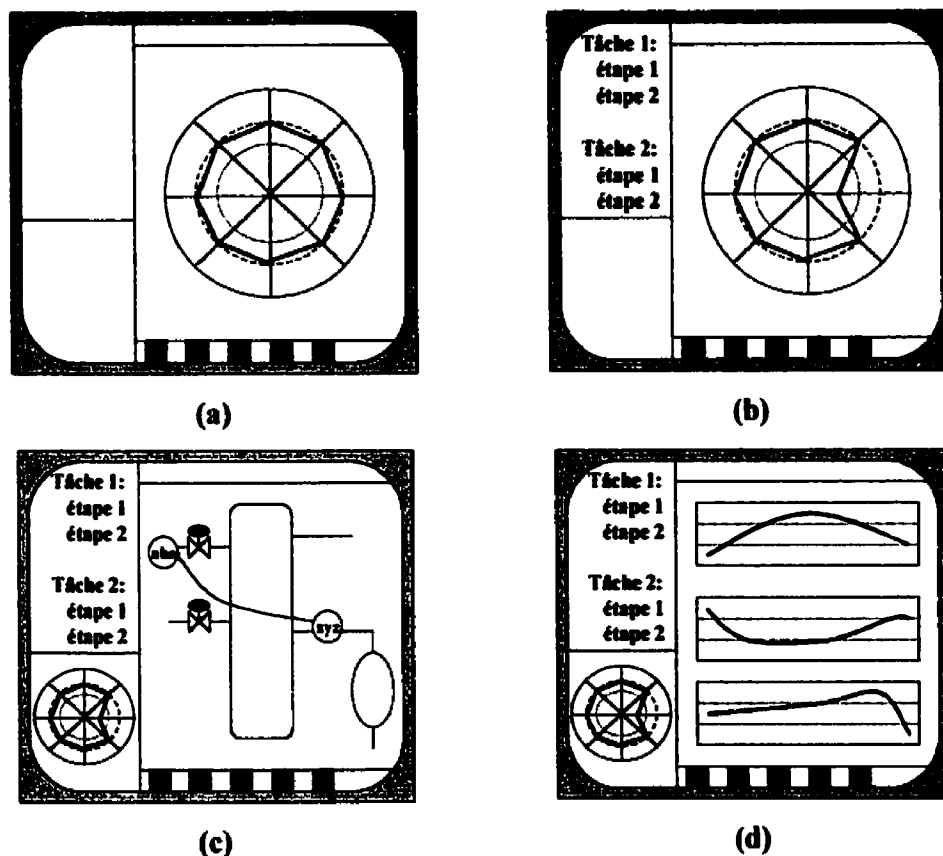 Tâche 1:
étape 1
étape 2
Tâche 2:
étape 1
étape 2
(a)
(b)
Tâche 1:
étape 1
étape 2
Tâche 2:
étape 1
étape 2
xyz
(c)
Tâche 1:
étape 1
étape 2
Tâche 2:
étape 1
étape 2
(d)